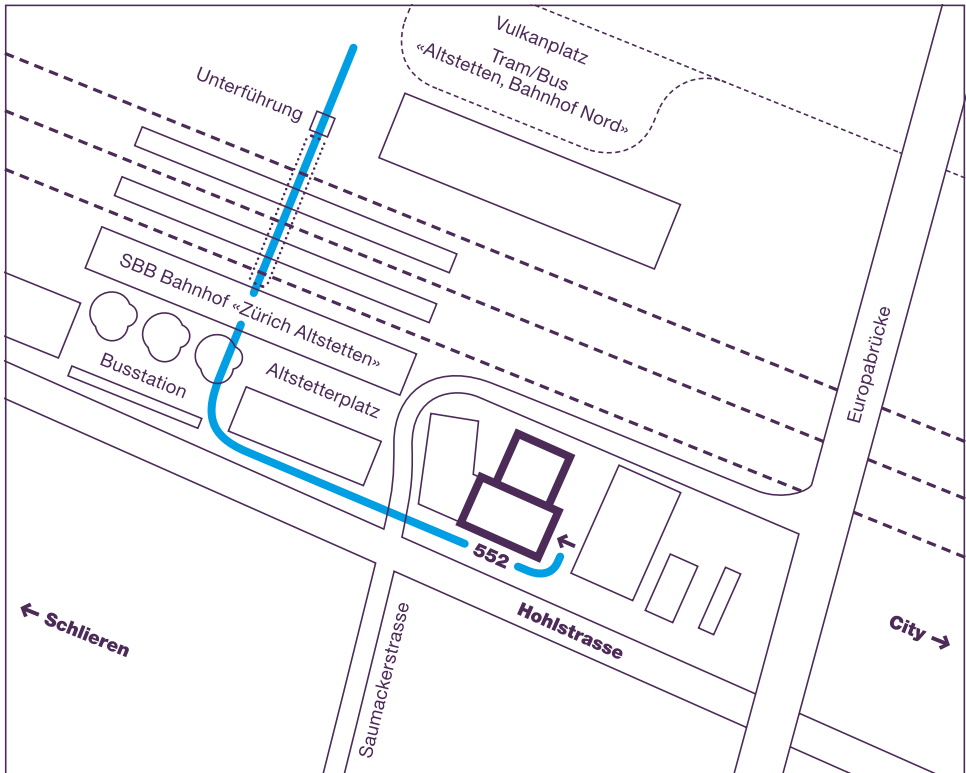 Vulkanplatz
Tram/Bus
«Altstetten, Bahnhof Nord»
Unterführung
SBB Bahnhof «Zürich Altstetten»
Busstation
Altstetterplatz
Europabrücke
552
Hohlstrasse
← Schlieren
City →
Saumackerstrasse